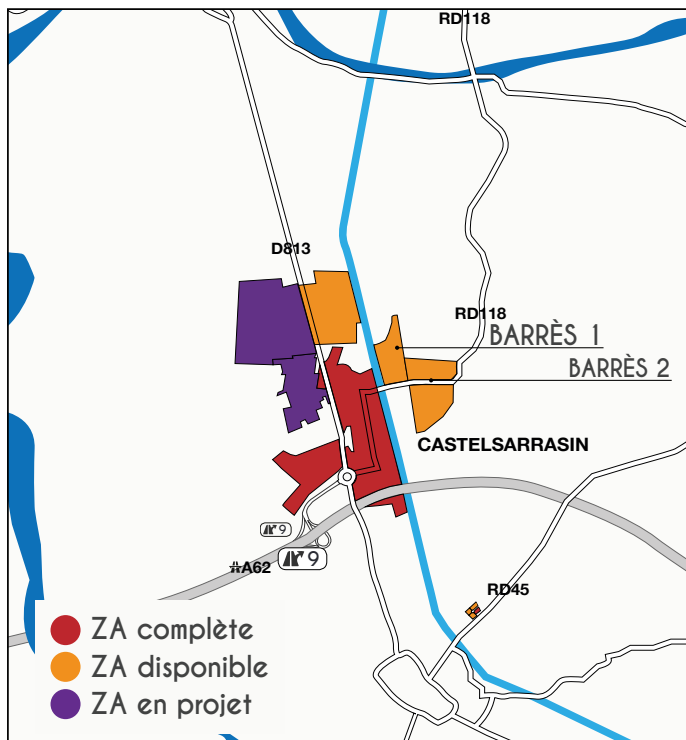 RD118
D813
RD118
BARRÈS 1
BARRÈS 2
CASTELSARRASIN
9
9
A62
RD45
ZA complète
ZA disponible
ZA en projet